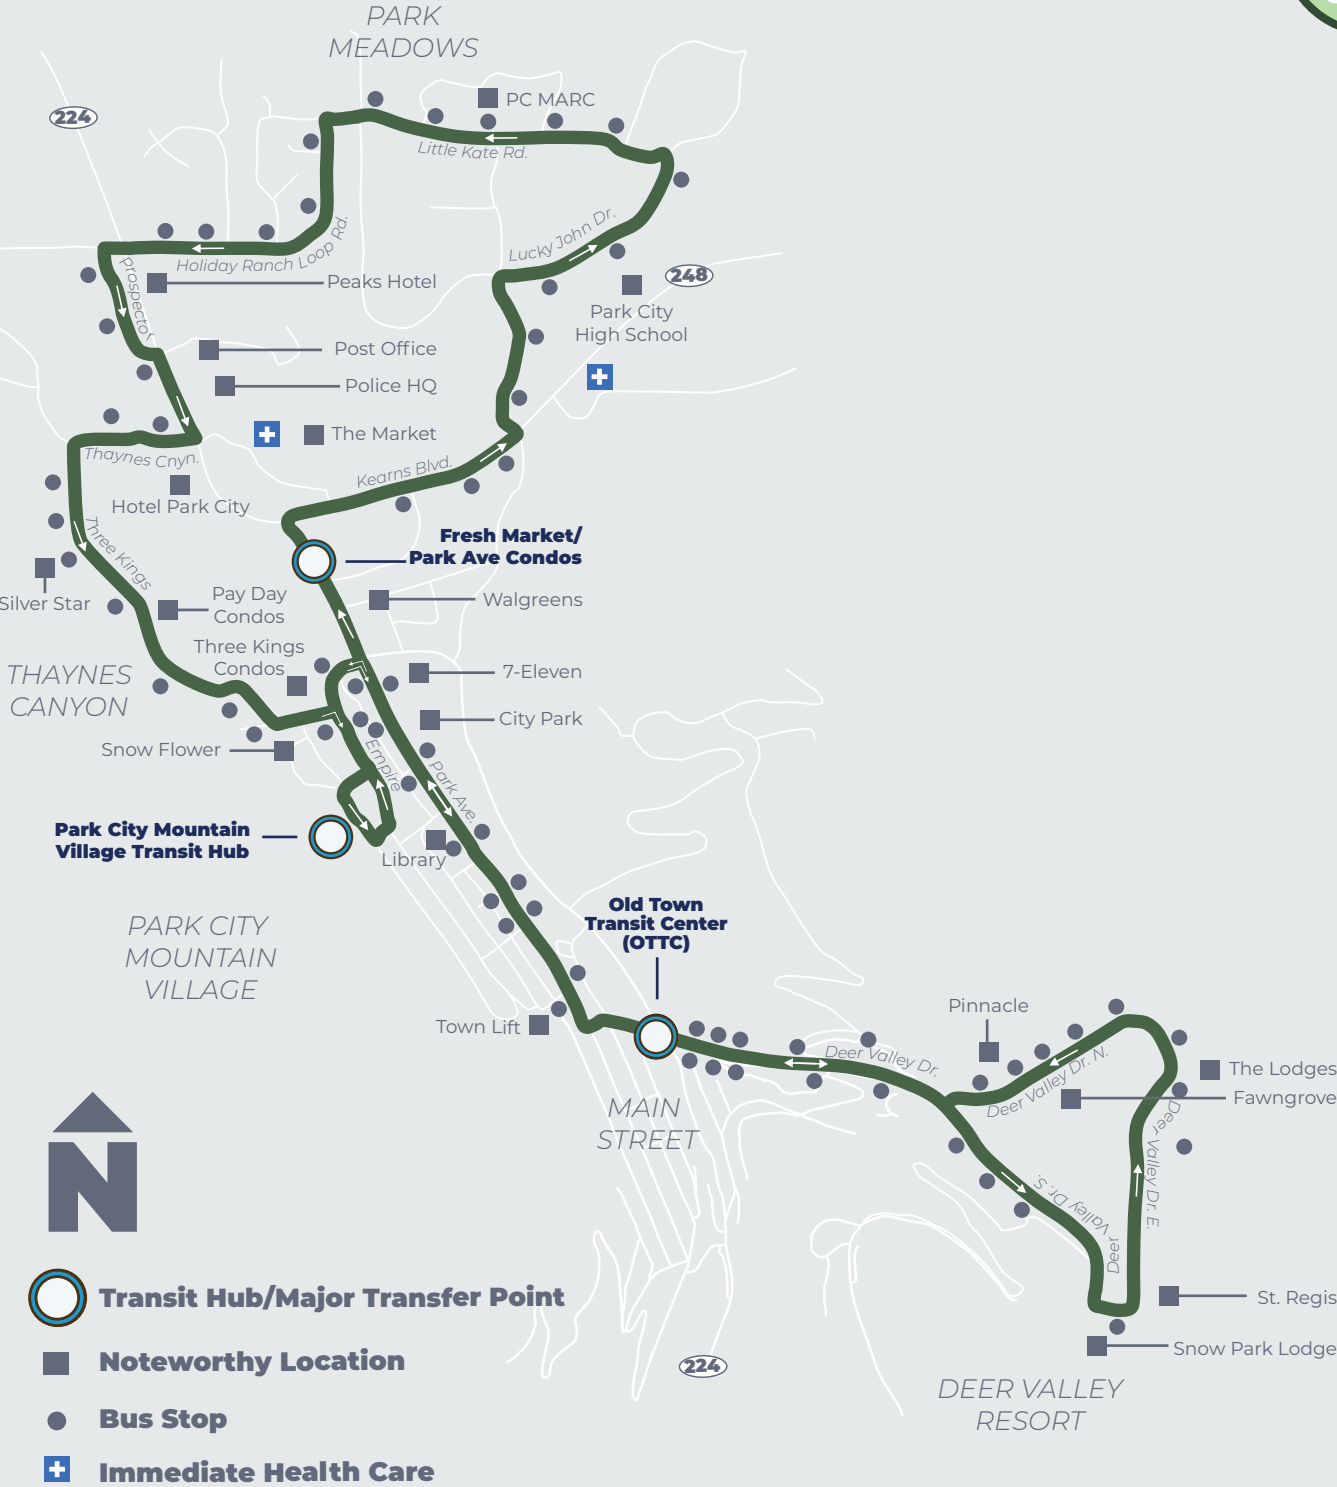 PARK
MEADOWS
224
PC MARC
Little Kate Rd.
Lucky John Dr.
Holiday Ranch Loop Rd.
248
Prospector
Peaks Hotel
Park City
High School
Post Office
Police HQ
The Market
Thaynes Cnyn.
Kearns Blvd.
Hotel Park City
Three Kings
Fresh Market/
Park Ave Condos
Silver Star
Pay Day
Condos
Walgreens
Three Kings
Condos
7-Eleven
THAYNES
CANYON
City Park
Snow Flower
Empire
Park Ave.
Park City Mountain
Village Transit Hub
Library
Old Town
Transit Center
(OTTC)
PARK CITY
MOUNTAIN
VILLAGE
Town Lift
Pinnacle
Deer Valley Dr.
Deer Valley Dr. N.
The Lodges
Fawngrove
MAIN
STREET
Deer Valley Dr. E.
Deer Valley Dr. S.
N
St. Regis
Snow Park Lodge
Transit Hub/Major Transfer Point
Noteworthy Location
224
DEER VALLEY
RESORT
Bus Stop
Immediate Health Care